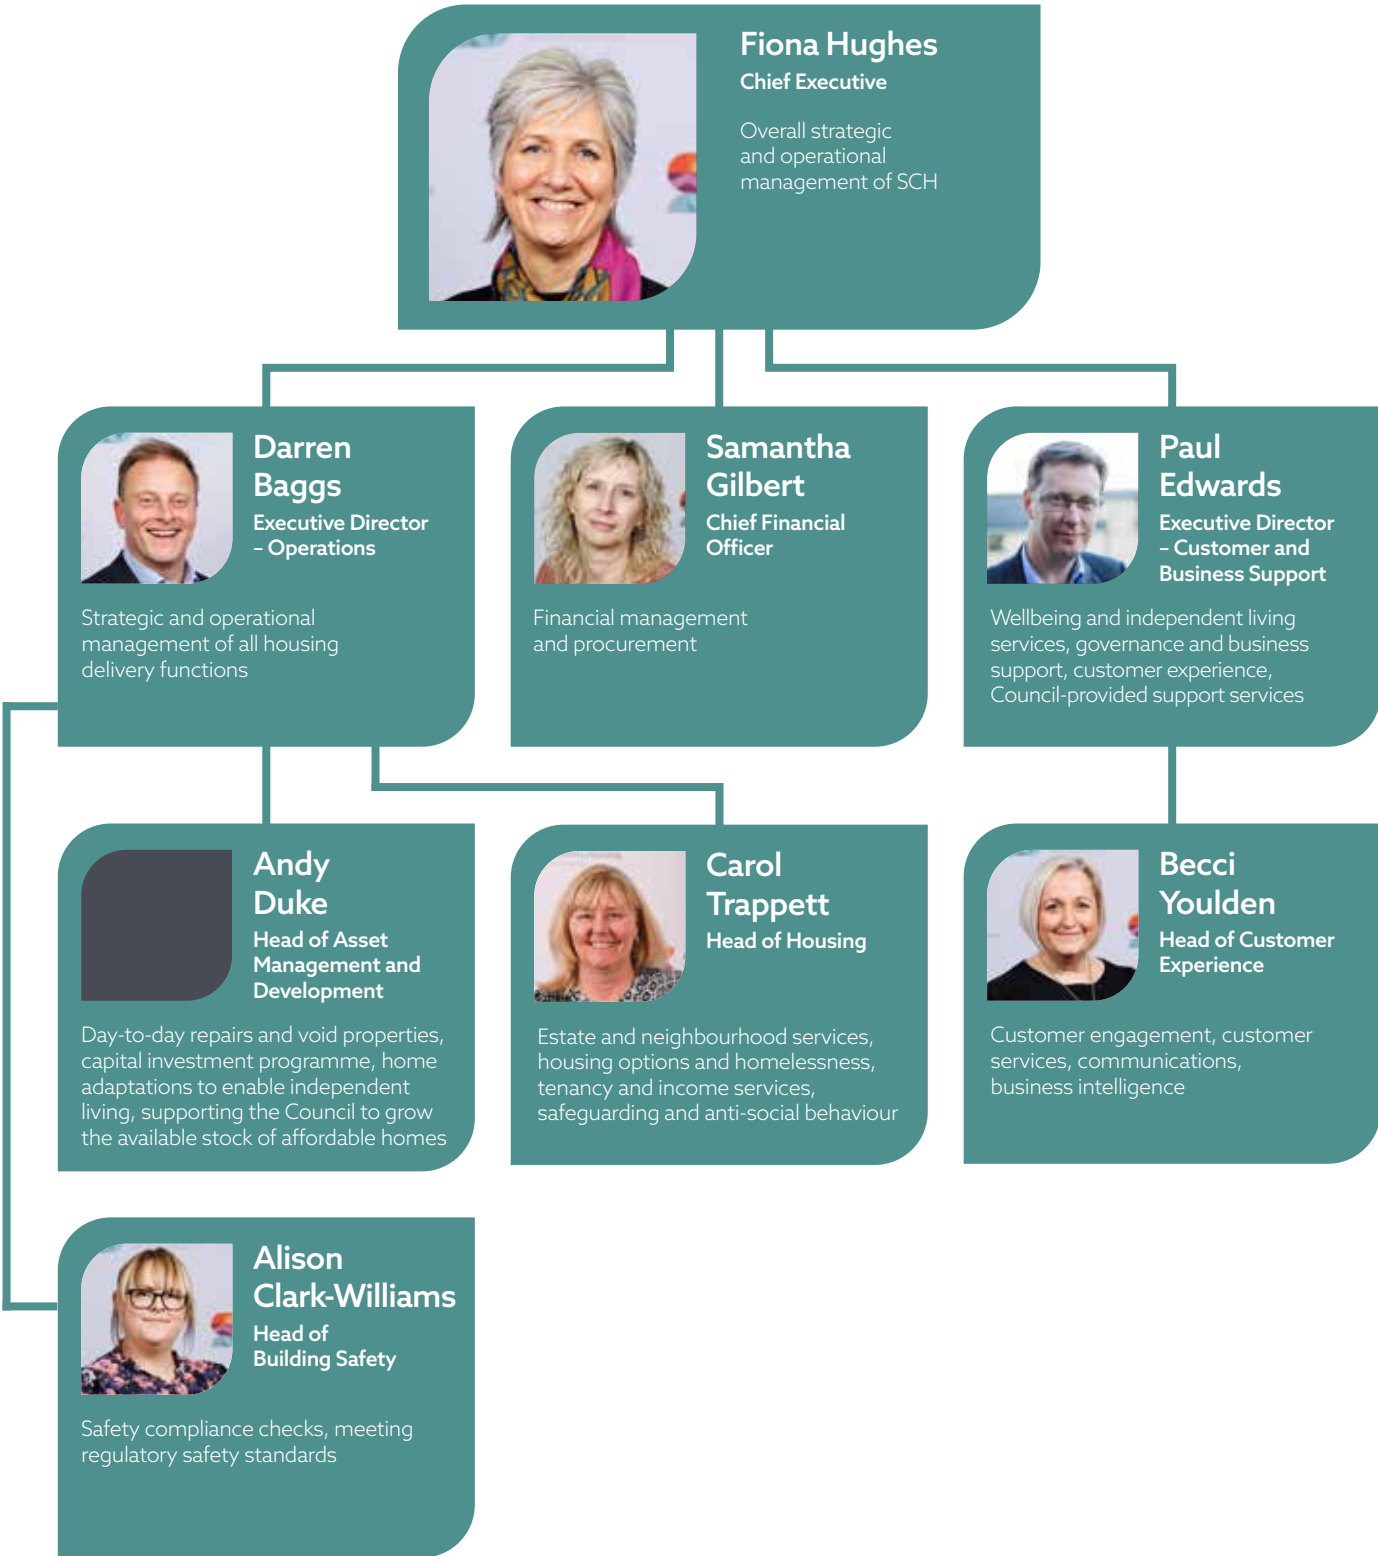 Fiona Hughes
Chief Executive
Overall strategic
and operational
management of SCH
Darren
Baggs
Executive Director
– Operations
Strategic and operational
management of all housing
delivery functions
Samantha
Gilbert
Chief Financial
Officer
Financial management
and procurement
Paul
Edwards
Executive Director
– Customer and
Business Support
Wellbeing and independent living
services, governance and business
support, customer experience,
Council-provided support services
Andy
Duke
Head of Asset
Management and
Development
Day-to-day repairs and void properties,
capital investment programme, home
adaptations to enable independent
living, supporting the Council to grow
the available stock of affordable homes
Carol
Trappett
Head of Housing
Estate and neighbourhood services,
housing options and homelessness,
tenancy and income services,
safeguarding and anti-social behaviour
Becci
Youlden
Head of Customer
Experience
Customer engagement, customer
services, communications,
business intelligence
Alison
Clark-Williams
Head of
Building Safety
Safety compliance checks, meeting
regulatory safety standards